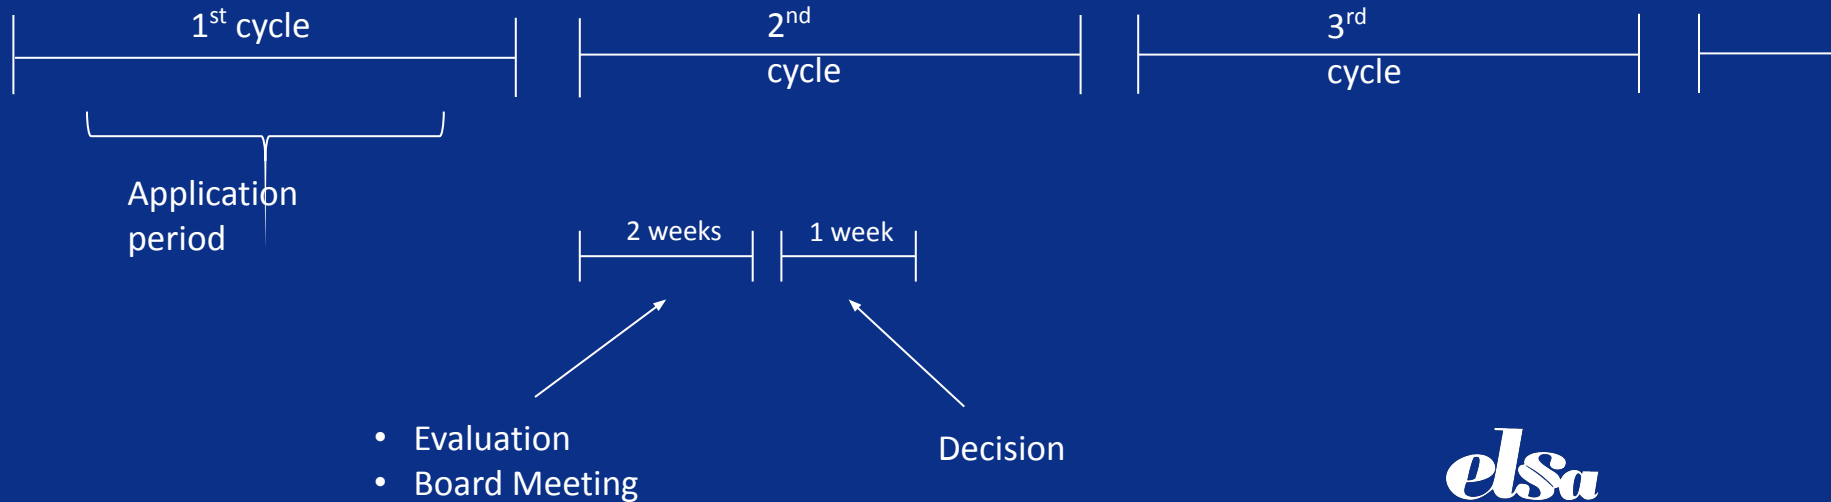 1st cycle
2nd
cycle
3rd
cycle
Application
period
2 weeks
1 week
• Evaluation
• Board Meeting
Decision
elsa